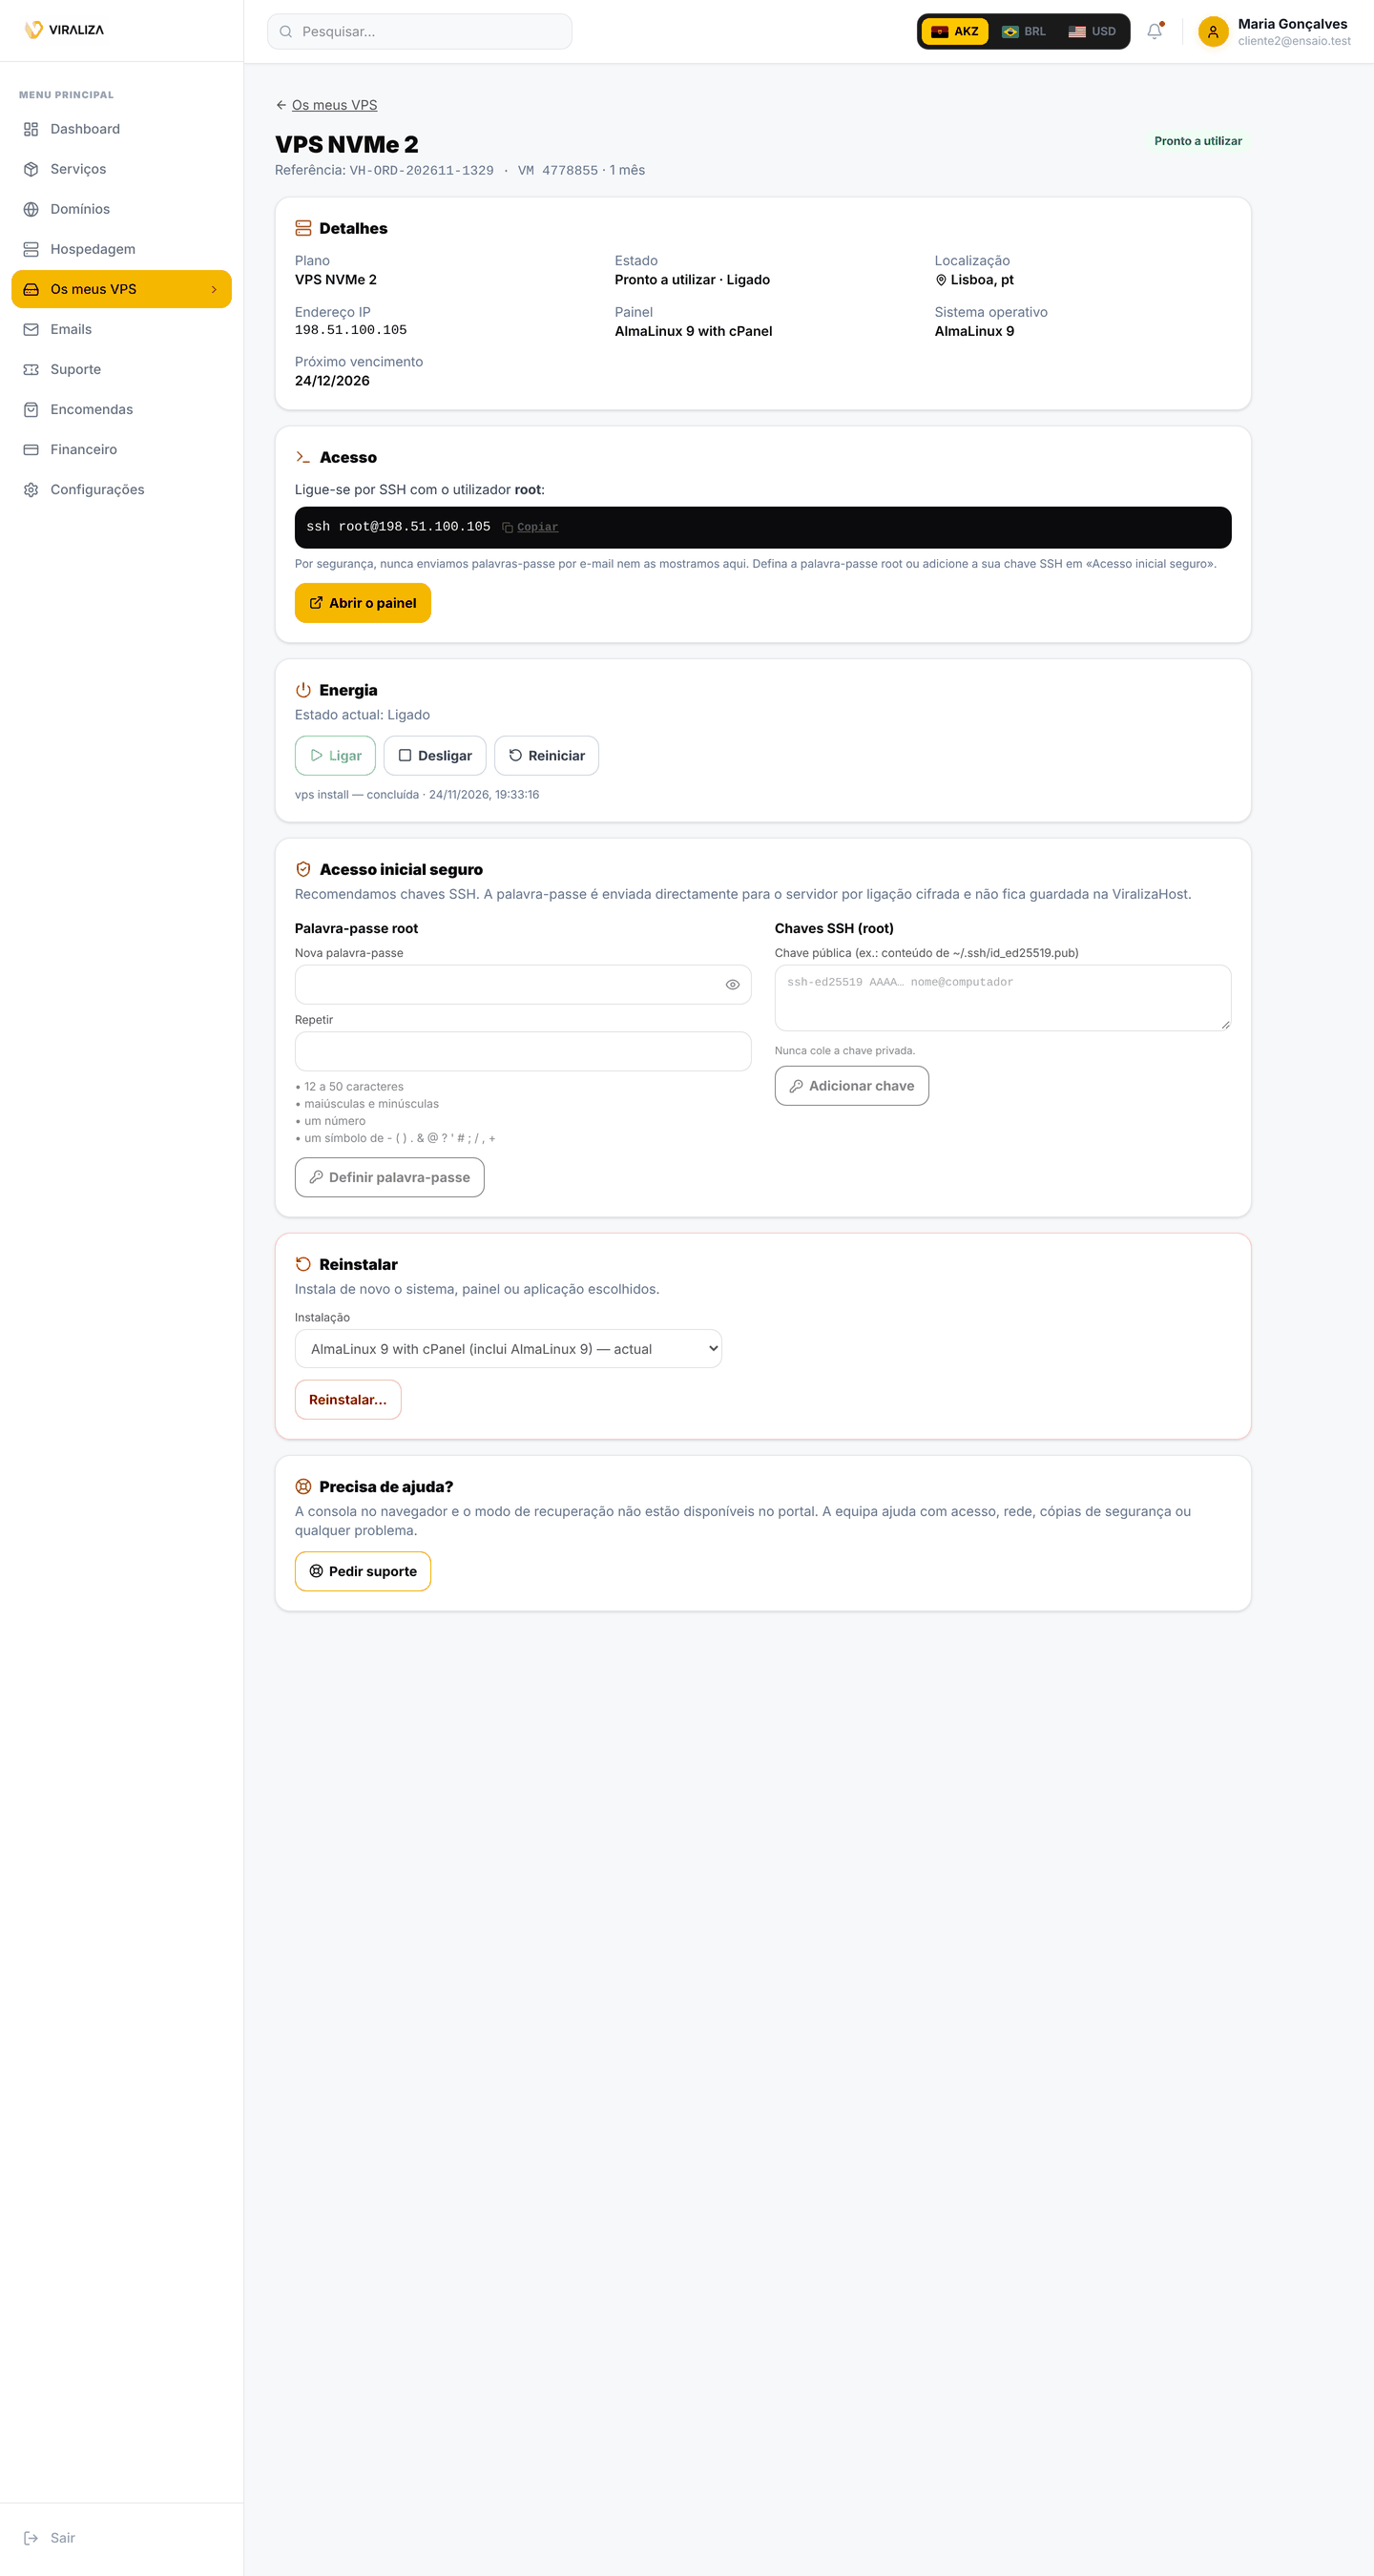 VIRALIZA
Pesquisar...
AKZ
BRL
USD
Maria Gonçalves
cliente2@ensaio.test
MENU PRINCIPAL
Dashboard
Serviços
Domínios
Hospedagem
Os meus VPS
Emails
Suporte
Encomendas
Financeiro
Configurações
Sair
Os meus VPS
VPS NVMe 2
Pronto a utilizar
Referência: VH-ORD-202611-1329 · VM 4778855 · 1 mês
Detalhes
Plano
VPS NVMe 2
Estado
Pronto a utilizar · Ligado
Localização
Lisboa, pt
Endereço IP
198.51.100.105
Painel
AlmaLinux 9 with cPanel
Sistema operativo
AlmaLinux 9
Próximo vencimento
24/12/2026
Acesso
Ligue-se por SSH com o utilizador root:
ssh root@198.51.100.105 Copiar
Por segurança, nunca enviamos palavras-passe por e-mail nem as mostramos aqui. Defina a palavra-passe root ou adicione a sua chave SSH em «Acesso inicial seguro».
Abrir o painel
Energia
Estado actual: Ligado
Ligar
Desligar
Reiniciar
vps install — concluída · 24/11/2026, 19:33:16
Acesso inicial seguro
Recomendamos chaves SSH. A palavra-passe é enviada directamente para o servidor por ligação cifrada e não fica guardada na ViralizaHost.
Palavra-passe root
Nova palavra-passe
Repetir
• 12 a 50 caracteres
• maiúsculas e minúsculas
• um número
• um símbolo de - ( ) . & @ ? ' # ; / , +
Definir palavra-passe
Chaves SSH (root)
Chave pública (ex.: conteúdo de ~/.ssh/id_ed25519.pub)
ssh-ed25519 AAAA… nome@computador
Nunca cole a chave privada.
Adicionar chave
Reinstalar
Instala de novo o sistema, painel ou aplicação escolhidos.
Instalação
AlmaLinux 9 with cPanel (inclui AlmaLinux 9) — actual
Reinstalar…
Precisa de ajuda?
A consola no navegador e o modo de recuperação não estão disponíveis no portal. A equipa ajuda com acesso, rede, cópias de segurança ou
qualquer problema.
Pedir suporte